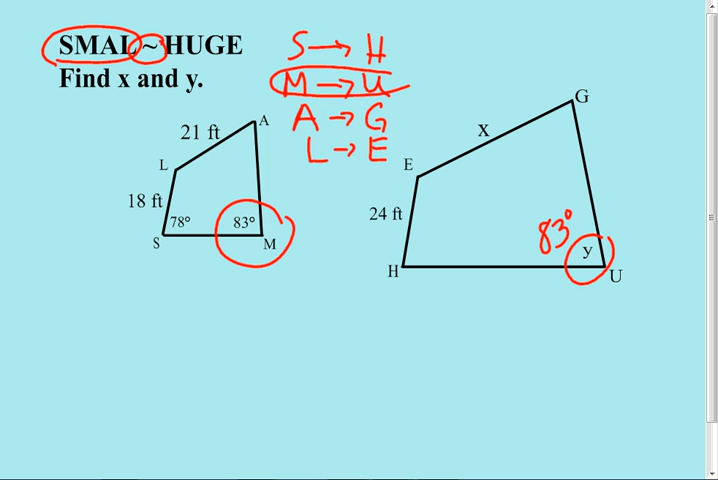 SMAL ~ HUGE
Find x and y.
S → H
M → U
A → G
L → E
21 ft
A
L
18 ft
78°
83°
S
M
G
x
E
24 ft
83°
y
H
U